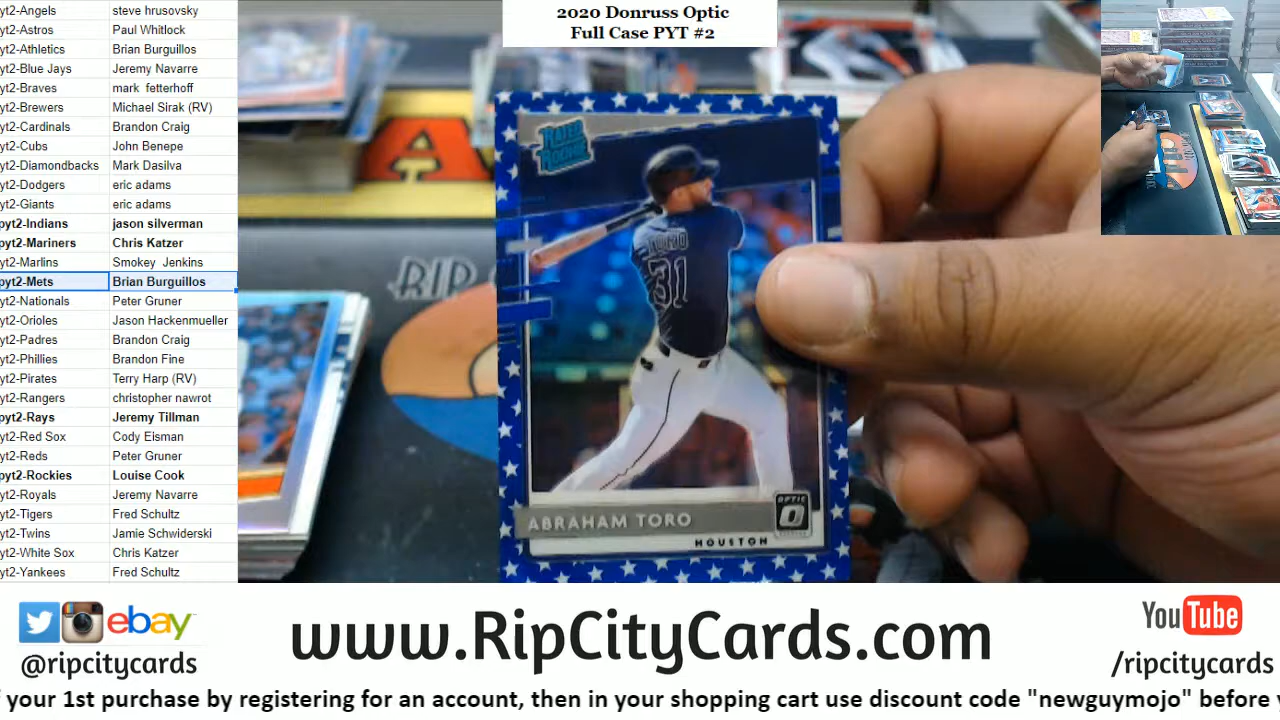 2020 Donruss Optic
Full Case PYT #2
yt2-Angels steve hrusovsky
yt2-Astros Paul Whitlock
yt2-Athletics Brian Burguillos
yt2-Blue Jays Jeremy Navarre
yt2-Braves mark fetterhoff
yt2-Brewers Michael Sirak (RV)
yt2-Cardinals Brandon Craig
yt2-Cubs John Benepe
yt2-Diamondbacks Mark Dasilva
yt2-Dodgers eric adams
yt2-Giants eric adams
pyt2-Indians jason silverman
pyt2-Mariners Chris Katzer
yt2-Marlins Smokey Jenkins
pyt2-Mets Brian Burguillos
yt2-Nationals Peter Gruner
yt2-Orioles Jason Hackenmueller
yt2-Padres Brandon Craig
yt2-Phillies Brandon Fine
yt2-Pirates Terry Harp (RV)
yt2-Rangers christopher nawrot
pyt2-Rays Jeremy Tillman
yt2-Red Sox Cody Elsman
yt2-Reds Peter Gruner
pyt2-Rockies Louise Cook
yt2-Royals Jeremy Navarre
yt2-Tigers Fred Schultz
yt2-Twins Jamie Schwiderski
yt2-White Sox Chris Katzer
yt2-Yankees Fred Schultz
RIP
RATED
ROOKIE
TORO
31
ABRAHAM TORO
OPTIC
HOUSTON
ebay
@ripcitycards
www.RipCityCards.com
YouTube
/ripcitycards
your 1st purchase by registering for an account, then in your shopping cart use discount code "newguymojo" before